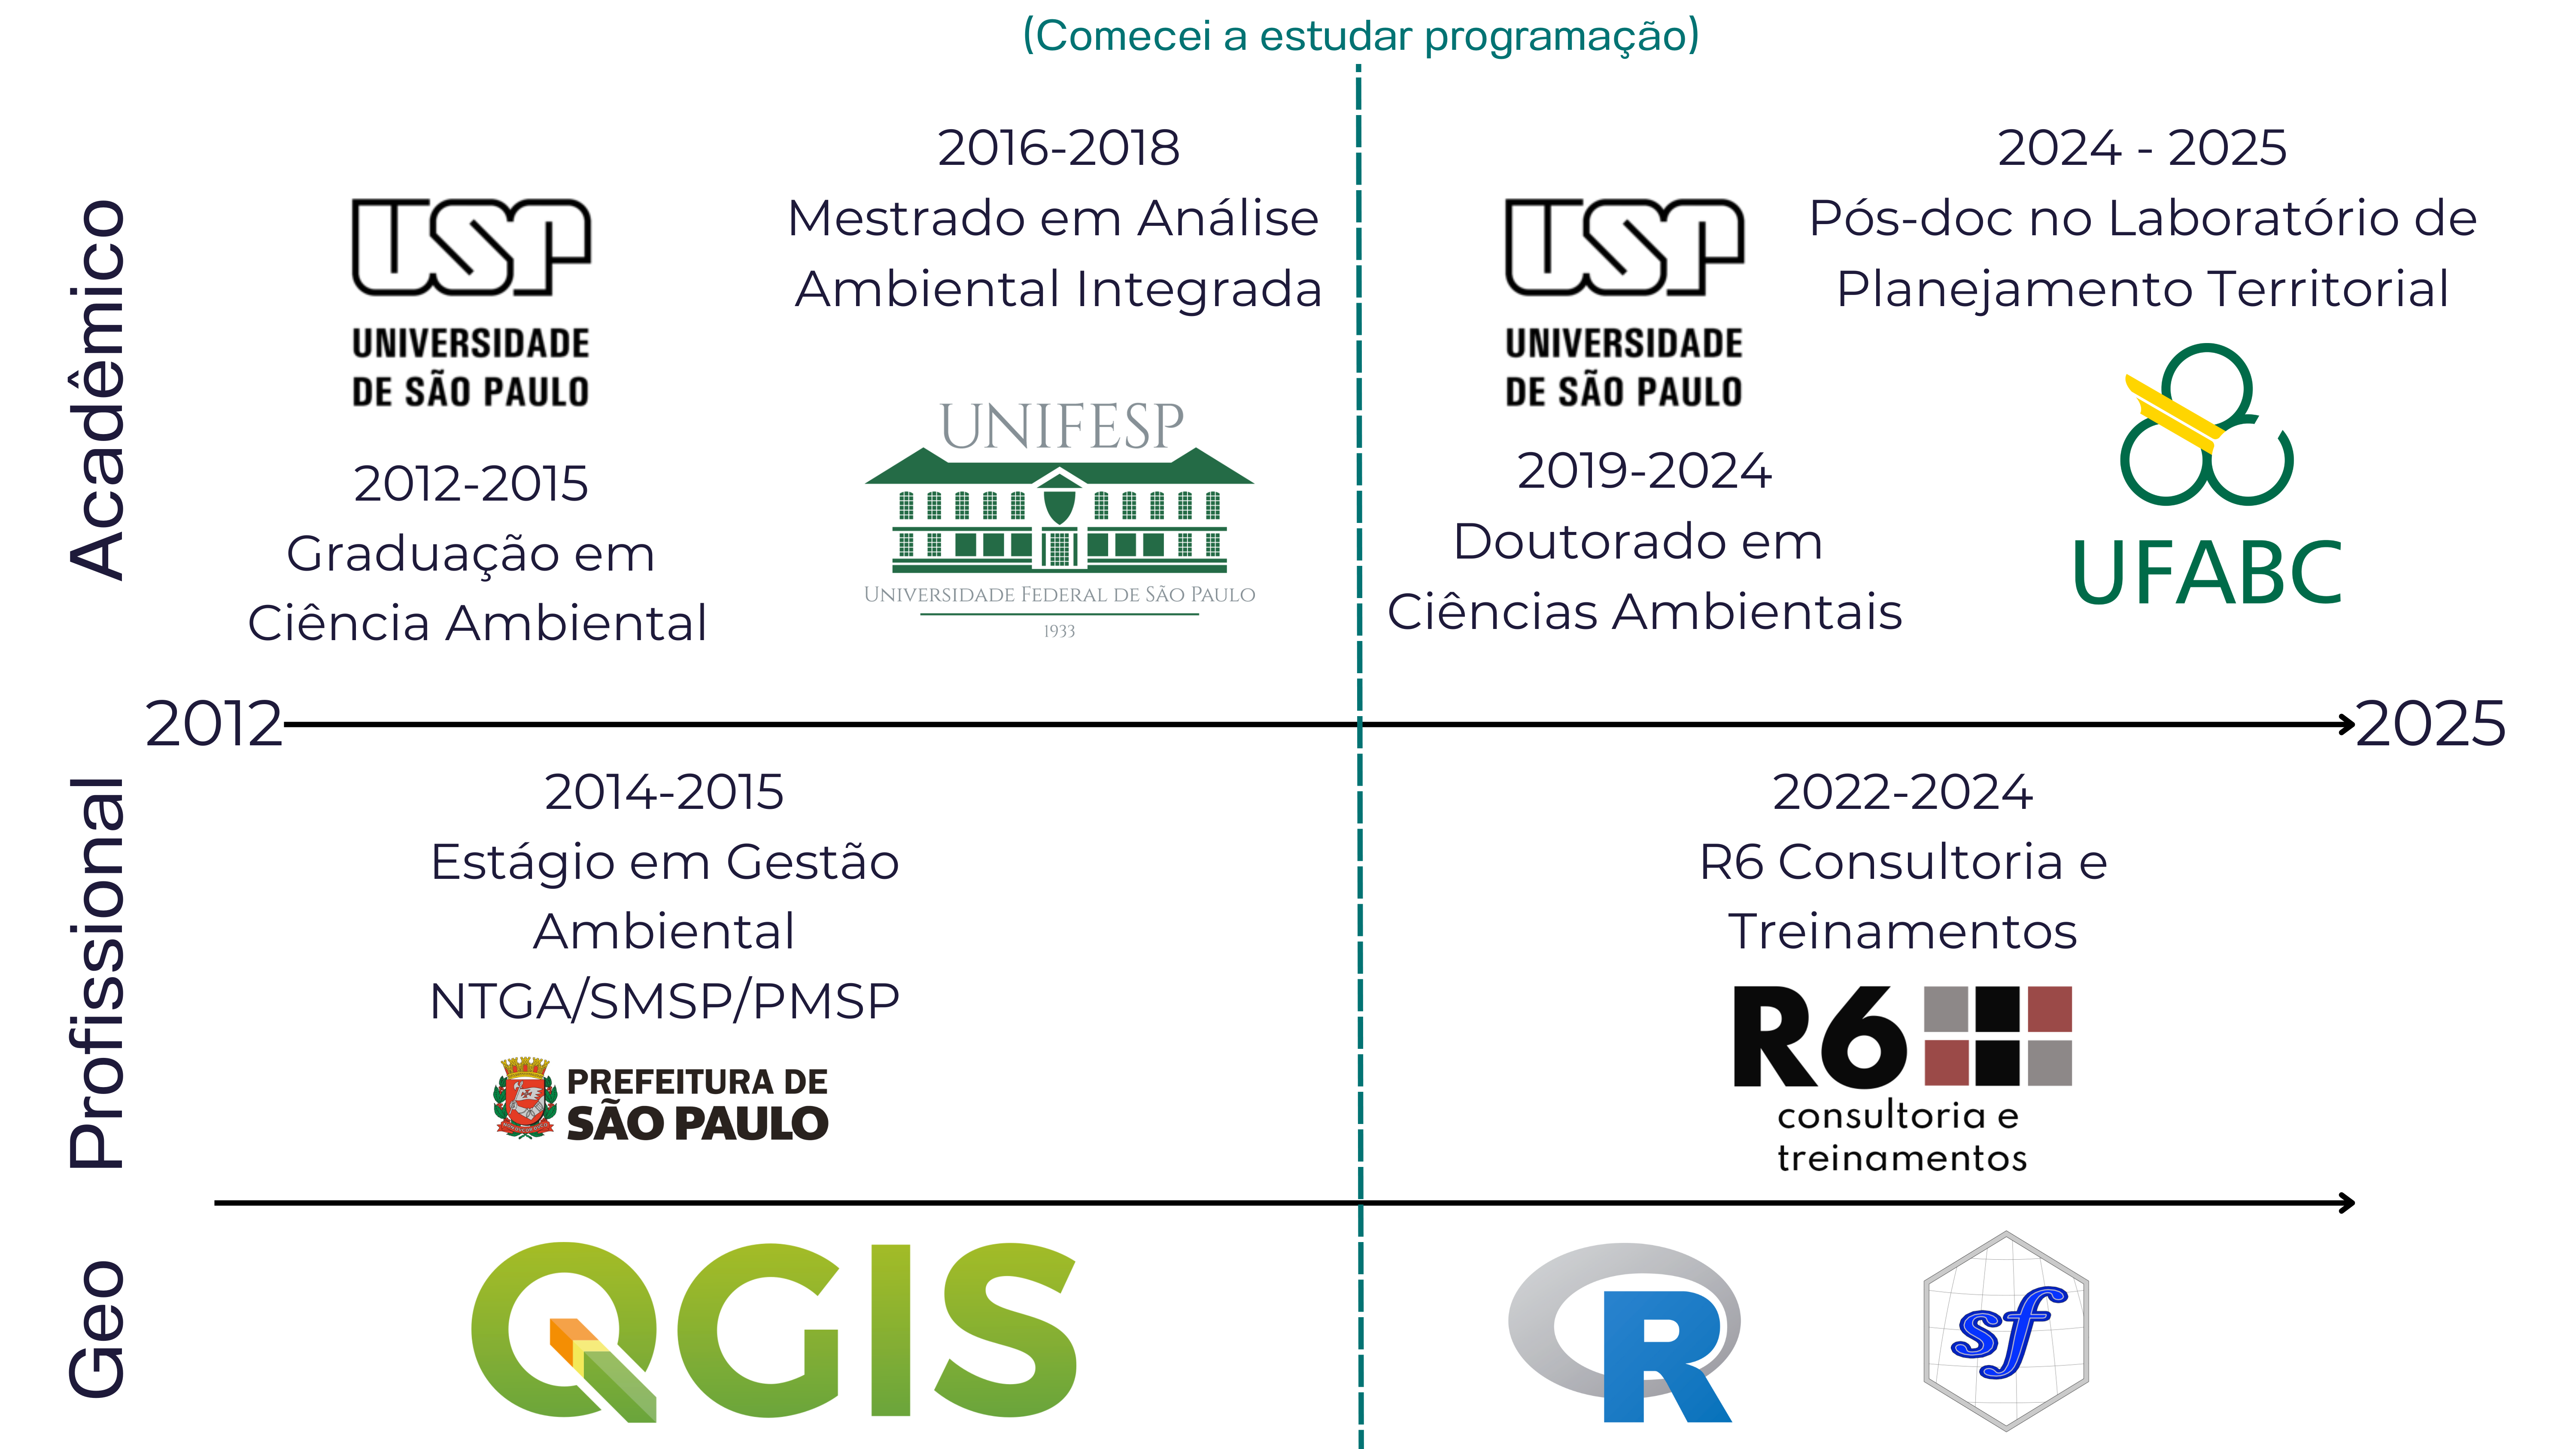 (Comecei a estudar programação)
Acadêmico
USP
UNIVERSIDADE
DE SÃO PAULO
2012-2015
Graduação em
Ciência Ambiental
2016-2018
Mestrado em Análise
Ambiental Integrada
UNIFESP
UNIVERSIDADE FEDERAL DE SÃO PAULO
1933
USP
UNIVERSIDADE
DE SÃO PAULO
2019-2024
Doutorado em
Ciências Ambientais
2024 - 2025
Pós-doc no Laboratório de
Planejamento Territorial
UFABC
2012
2025
Profissional
2014-2015
Estágio em Gestão
Ambiental
NTGA/SMSP/PMSP
PREFEITURA DE
SÃO PAULO
2022-2024
R6 Consultoria e
Treinamentos
R6
consultoria e
treinamentos
Geo
QGIS
R
sf